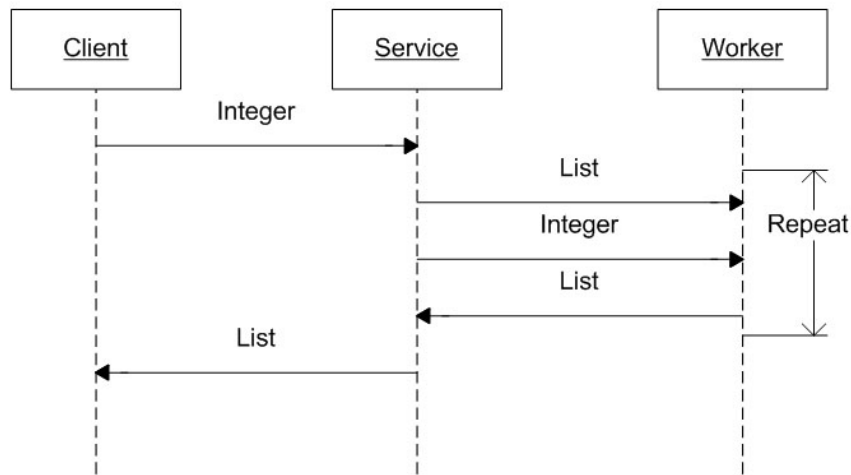 Client
Service
Worker
Integer
List
Integer
Repeat
List
List